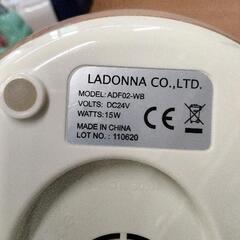 LADONNA CO.,LTD.
MODEL: ADF02-WB
VOLTS: DC24V
WATTS: 15W
MADE IN CHINA
LOT NO.: 110620
CE